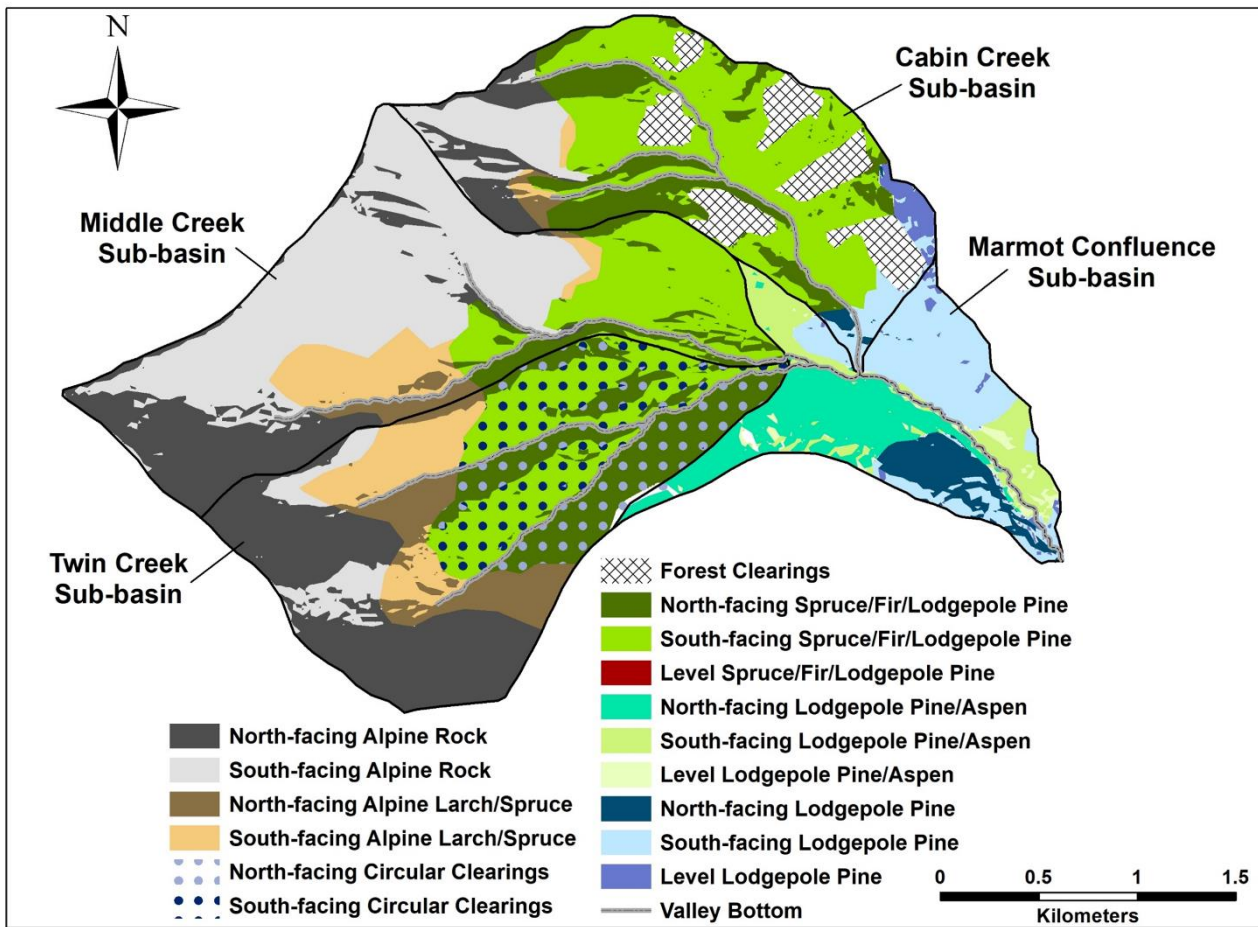 N
Cabin Creek
Sub-basin
Middle Creek
Sub-basin
Marmot Confluence
Sub-basin
Twin Creek
Sub-basin
Forest Clearings
North-facing Spruce/Fir/Lodgepole Pine
South-facing Spruce/Fir/Lodgepole Pine
Level Spruce/Fir/Lodgepole Pine
North-facing Lodgepole Pine/Aspen
South-facing Lodgepole Pine/Aspen
Level Lodgepole Pine/Aspen
North-facing Lodgepole Pine
South-facing Lodgepole Pine
Level Lodgepole Pine
Valley Bottom
North-facing Alpine Rock
South-facing Alpine Rock
North-facing Alpine Larch/Spruce
South-facing Alpine Larch/Spruce
North-facing Circular Clearings
South-facing Circular Clearings
0 0.5 1 1.5
Kilometers